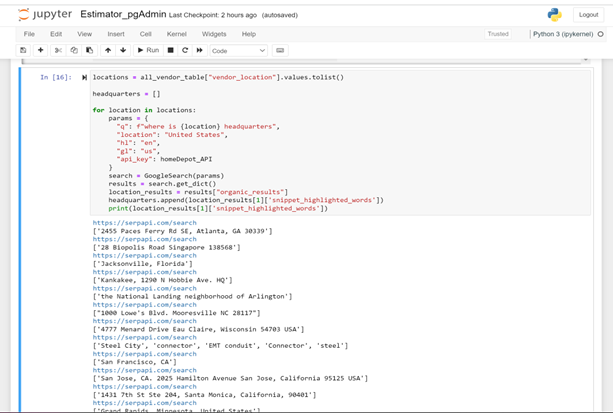 jupyter Estimator_pgAdmin Last Checkpoint: 2 hours ago (autosaved)
Logout
File Edit View Insert Cell Kernel Widgets Help
Trusted
Python 3 (ipykernel)
Run
Code
In [16]:
locations = all_vendor_table["vendor_location"].values.tolist()
headquarters = []
for location in locations:
params = {
"q": f"where is {location} headquarters",
"location": "United States",
"hl": "en",
"gl": "us",
"api_key": homeDepot_API
}
search = GoogleSearch(params)
results = search.get_dict()
location_results = results["organic_results"]
headquarters.append(location_results[1]['snippet_highlighted_words'])
print(location_results[1]['snippet_highlighted_words'])
https://serpapi.com/search
['2455 Paces Ferry Rd SE, Atlanta, GA 30339']
https://serpapi.com/search
['28 Biopolis Road Singapore 138568']
https://serpapi.com/search
['Jacksonville, Florida']
https://serpapi.com/search
['Kankakee, 1290 N Hobbie Ave. HQ']
https://serpapi.com/search
['the National Landing neighborhood of Arlington']
https://serpapi.com/search
["1000 Lowe's Blvd. Mooresville NC 28117"]
https://serpapi.com/search
['4777 Menard Drive Eau Claire, Wisconsin 54703 USA']
https://serpapi.com/search
['Steel City', 'connector', 'EMT conduit', 'Connector', 'steel']
https://serpapi.com/search
['San Francisco, CA']
https://serpapi.com/search
['San Jose, CA. 2025 Hamilton Avenue San Jose, California 95125 USA']
https://serpapi.com/search
['1431 7th St Ste 204, Santa Monica, California, 90401']
https://serpapi.com/search
['Grand Rapids, Minnesota, United States']